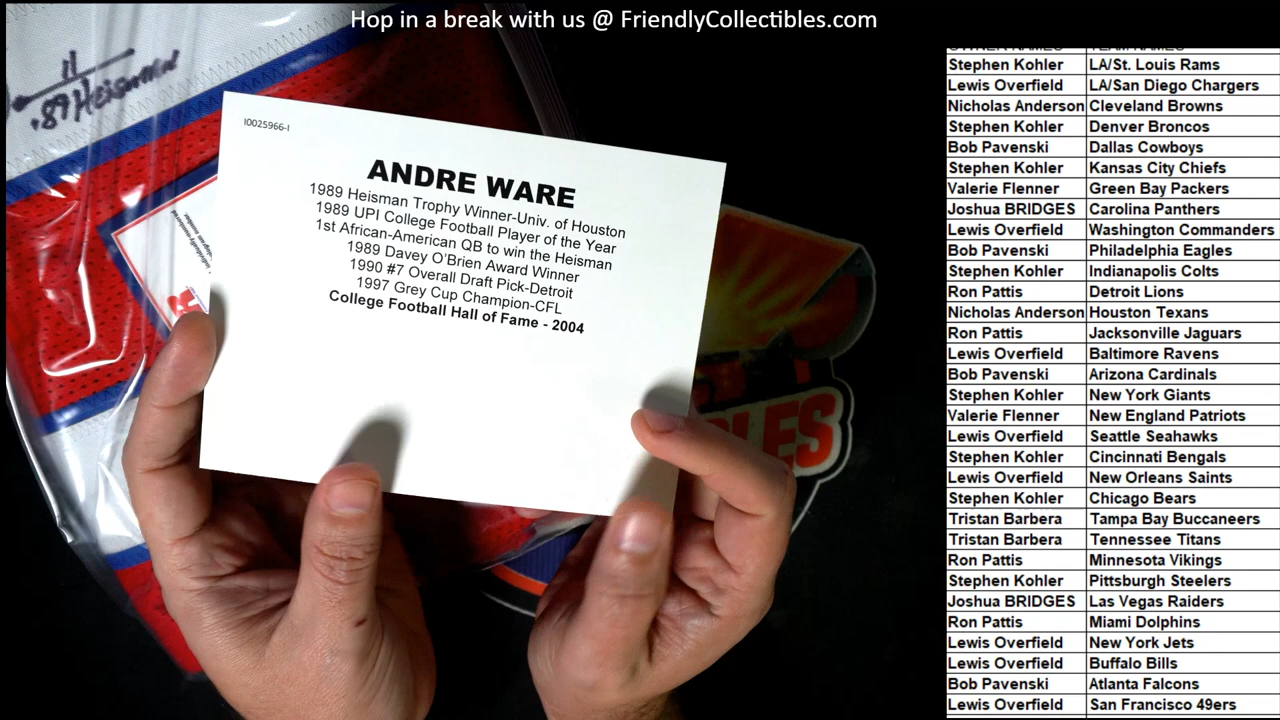 Hop in a break with us @ FriendlyCollectibles.com
11
.89 Heisman
I0025966-I
ANDRE WARE
1989 Heisman Trophy Winner-Univ. of Houston
1989 UPI College Football Player of the Year
1st African-American QB to win the Heisman
1989 Davey O'Brien Award Winner
1990 #7 Overall Draft Pick-Detroit
1997 Grey Cup Champion-CFL
College Football Hall of Fame - 2004
OWNER NAMES TEAM NAMES
Stephen Kohler LA/St. Louis Rams
Lewis Overfield LA/San Diego Chargers
Nicholas Anderson Cleveland Browns
Stephen Kohler Denver Broncos
Bob Pavenski Dallas Cowboys
Stephen Kohler Kansas City Chiefs
Valerie Flenner Green Bay Packers
Joshua BRIDGES Carolina Panthers
Lewis Overfield Washington Commanders
Bob Pavenski Philadelphia Eagles
Stephen Kohler Indianapolis Colts
Ron Pattis Detroit Lions
Nicholas Anderson Houston Texans
Ron Pattis Jacksonville Jaguars
Lewis Overfield Baltimore Ravens
Bob Pavenski Arizona Cardinals
Stephen Kohler New York Giants
Valerie Flenner New England Patriots
Lewis Overfield Seattle Seahawks
Stephen Kohler Cincinnati Bengals
Lewis Overfield New Orleans Saints
Stephen Kohler Chicago Bears
Tristan Barbera Tampa Bay Buccaneers
Tristan Barbera Tennessee Titans
Ron Pattis Minnesota Vikings
Stephen Kohler Pittsburgh Steelers
Joshua BRIDGES Las Vegas Raiders
Ron Pattis Miami Dolphins
Lewis Overfield New York Jets
Lewis Overfield Buffalo Bills
Bob Pavenski Atlanta Falcons
Lewis Overfield San Francisco 49ers